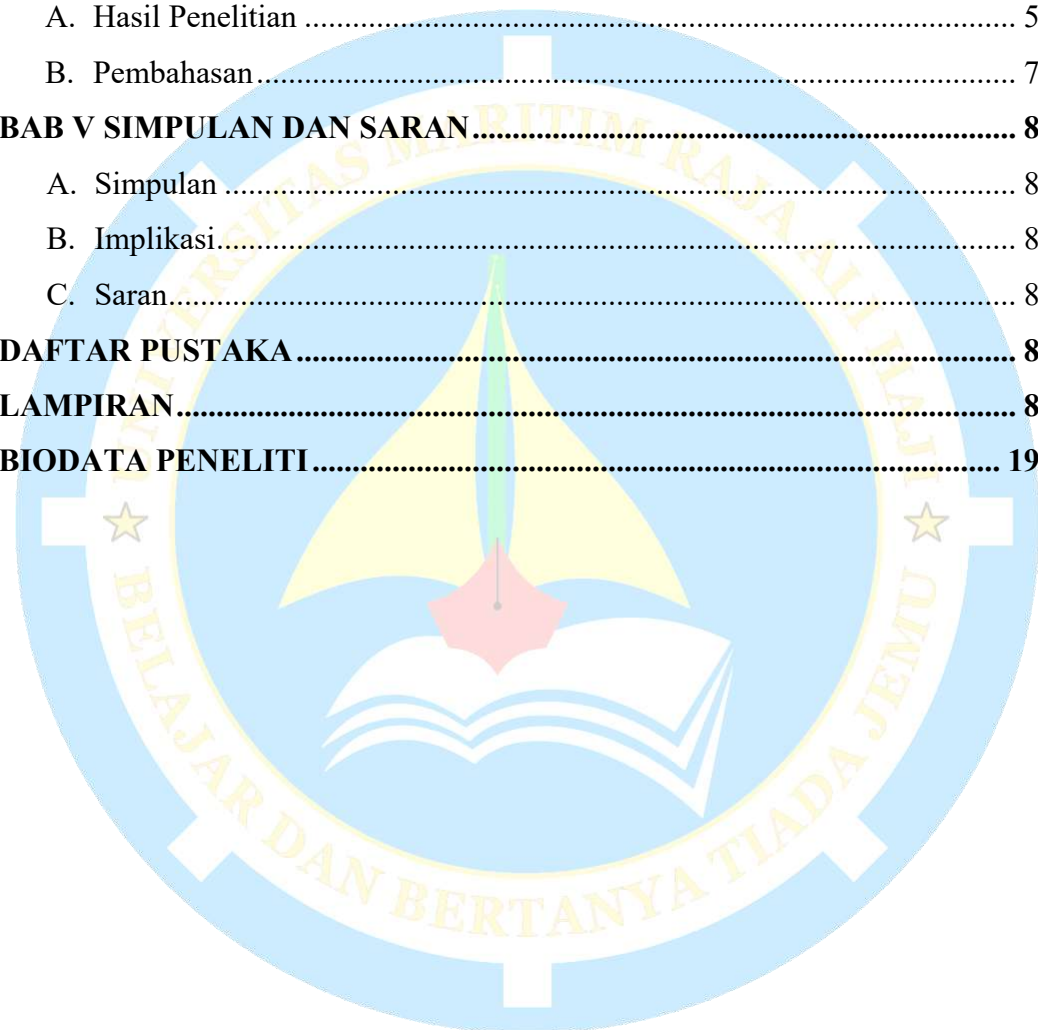 A. Hasil Penelitian ........ 5
B. Pembahasan ........ 7
BAB V SIMPULAN DAN SARAN ........ 8
A. Simpulan ........ 8
B. Implikasi ........ 8
C. Saran ........ 8
DAFTAR PUSTAKA ........ 8
LAMPIRAN ........ 8
BIODATA PENELITI ........ 19
UNIVERSITAS MARITIM RAJA ALI HAJI
BELAJAR DAN BERTANYA TIADA JEMU